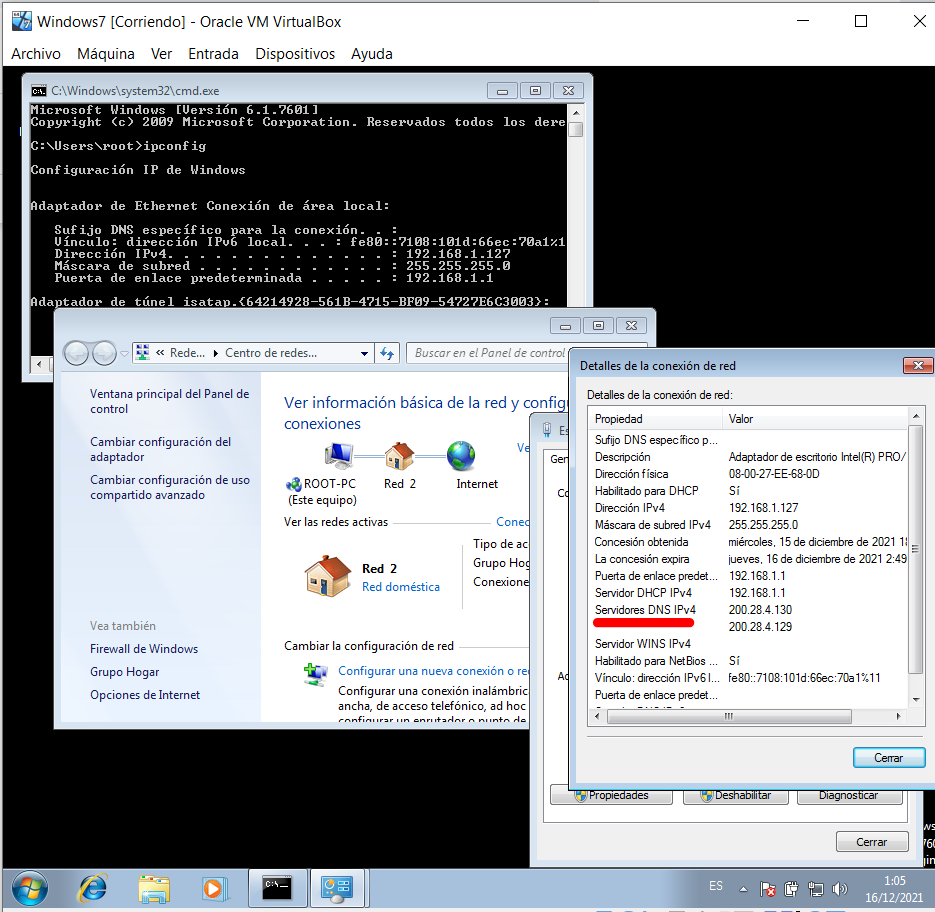 Windows7 [Corriendo] - Oracle VM VirtualBox
Archivo Máquina Ver Entrada Dispositivos Ayuda
C:\Windows\system32\cmd.exe
Microsoft Windows [Versión 6.1.7601]
Copyright (c) 2009 Microsoft Corporation. Reservados todos los dere
C:\Users\root>ipconfig
Configuración IP de Windows
Adaptador de Ethernet Conexión de área local:
Sufijo DNS específico para la conexión. . :
Vínculo: dirección IPv6 local. . . : fe80::7108:101d:66ec:70a1%1
Dirección IPv4. . . . . . . . . . . . . . : 192.168.1.127
Máscara de subred . . . . . . . . . . . . : 255.255.255.0
Puerta de enlace predeterminada . . . . . : 192.168.1.1
Adaptador de túnel isatap.{64214928-561B-4715-BF09-54727E6C3003}:
« Rede... Centro de redes...
Buscar en el Panel de control
Ventana principal del Panel de
control
Cambiar configuración del
adaptador
Cambiar configuración de uso
compartido avanzado
Vea también
Firewall de Windows
Grupo Hogar
Opciones de Internet
Ver información básica de la red y configu
conexiones
Ve
ROOT-PC
(Este equipo)
Red 2
Internet
Ver las redes activas
Conec
Red 2
Red doméstica
Tipo de acc
Grupo Hog
Conexione
Cambiar la configuración de red
Configurar una nueva conexión o red
Configurar una conexión inalámbrica
ancha, de acceso telefónico, ad hoc
configurar un enrutador o punto de
Es
Gen
Co
Ac
Propiedades Deshabilitar Diagnosticar
Cerrar
Detalles de la conexión de red
Detalles de la conexión de red:
Propiedad Valor
Sufijo DNS específico p...
Descripción Adaptador de escritorio Intel(R) PRO/
Dirección física 08-00-27-EE-68-0D
Habilitado para DHCP Sí
Dirección IPv4 192.168.1.127
Máscara de subred IPv4 255.255.255.0
Concesión obtenida miércoles, 15 de diciembre de 2021 18
La concesión expira jueves, 16 de diciembre de 2021 2:49
Puerta de enlace predet... 192.168.1.1
Servidor DHCP IPv4 192.168.1.1
Servidores DNS IPv4 200.28.4.130
200.28.4.129
Servidor WINS IPv4
Habilitado para NetBios ... Sí
Vínculo: dirección IPv6 l... fe80::7108:101d:66ec:70a1%11
Puerta de enlace predet...
Cerrar
ES
1:05
16/12/2021